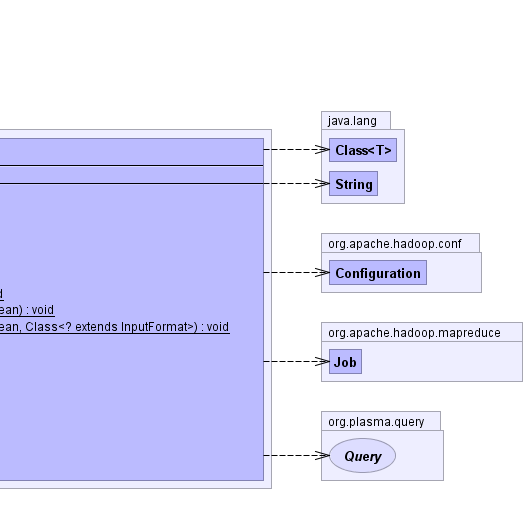 java.lang
Class<T>
String
org.apache.hadoop.conf
Configuration
ean) : void
ean, Class<? extends InputFormat>) : void
org.apache.hadoop.mapreduce
Job
org.plasma.query
Query